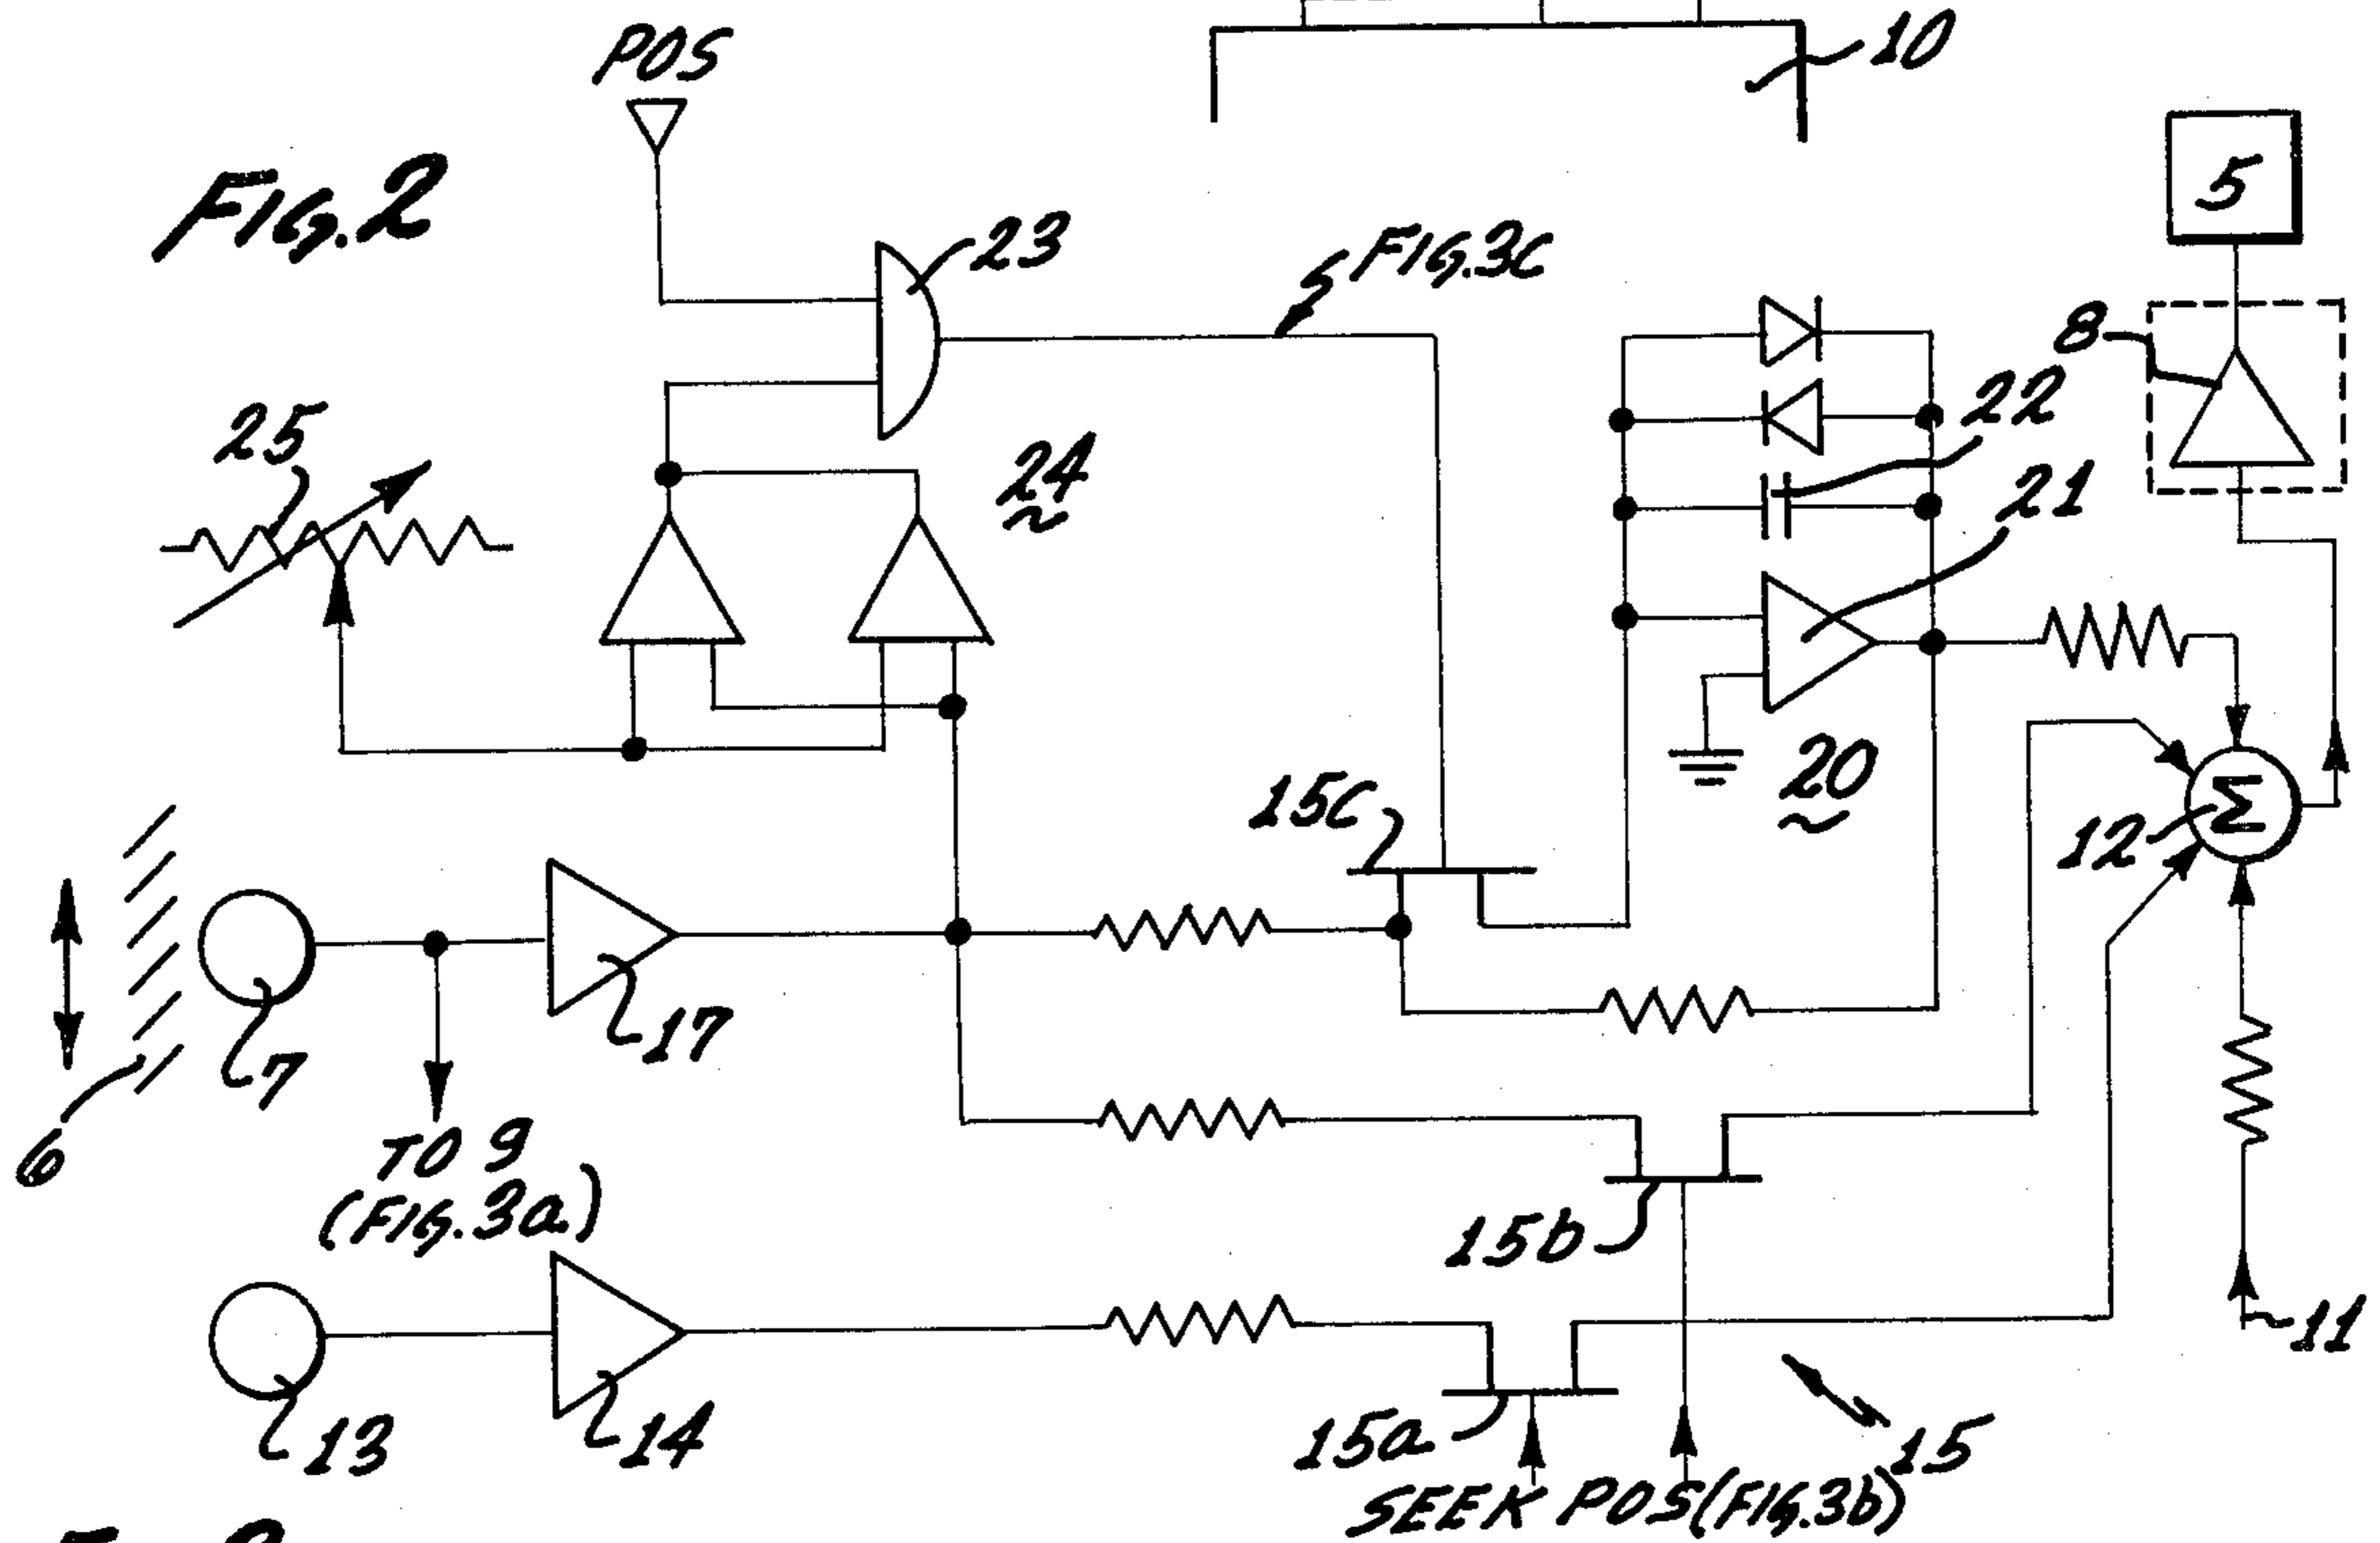 POS
10
FIG.2
5
23
FIG.3C
8
22
25
24
21
15C
20
Σ
12
17
7
6
TO 9
(FIG.3a)
15b
11
13
14
15a
15
SEEK POS(FIG.3b)